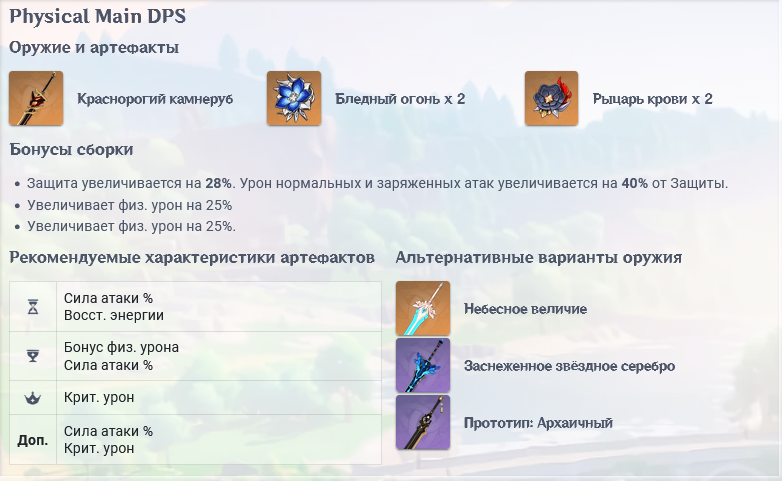 Physical Main DPS
Оружие и артефакты
Краснорогий камнеруб
Бледный огонь x 2
Рыцарь крови x 2
Бонусы сборки
• Защита увеличивается на 28%. Урон нормальных и заряженных атак увеличивается на 40% от Защиты.
• Увеличивает физ. урон на 25%
• Увеличивает физ. урон на 25%.
Рекомендуемые характеристики артефактов
Сила атаки %
Восст. энергии
Бонус физ. урона
Сила атаки %
Крит. урон
Доп.
Сила атаки %
Крит. урон
Альтернативные варианты оружия
Небесное величие
Заснеженное звёздное серебро
Прототип: Архаичный